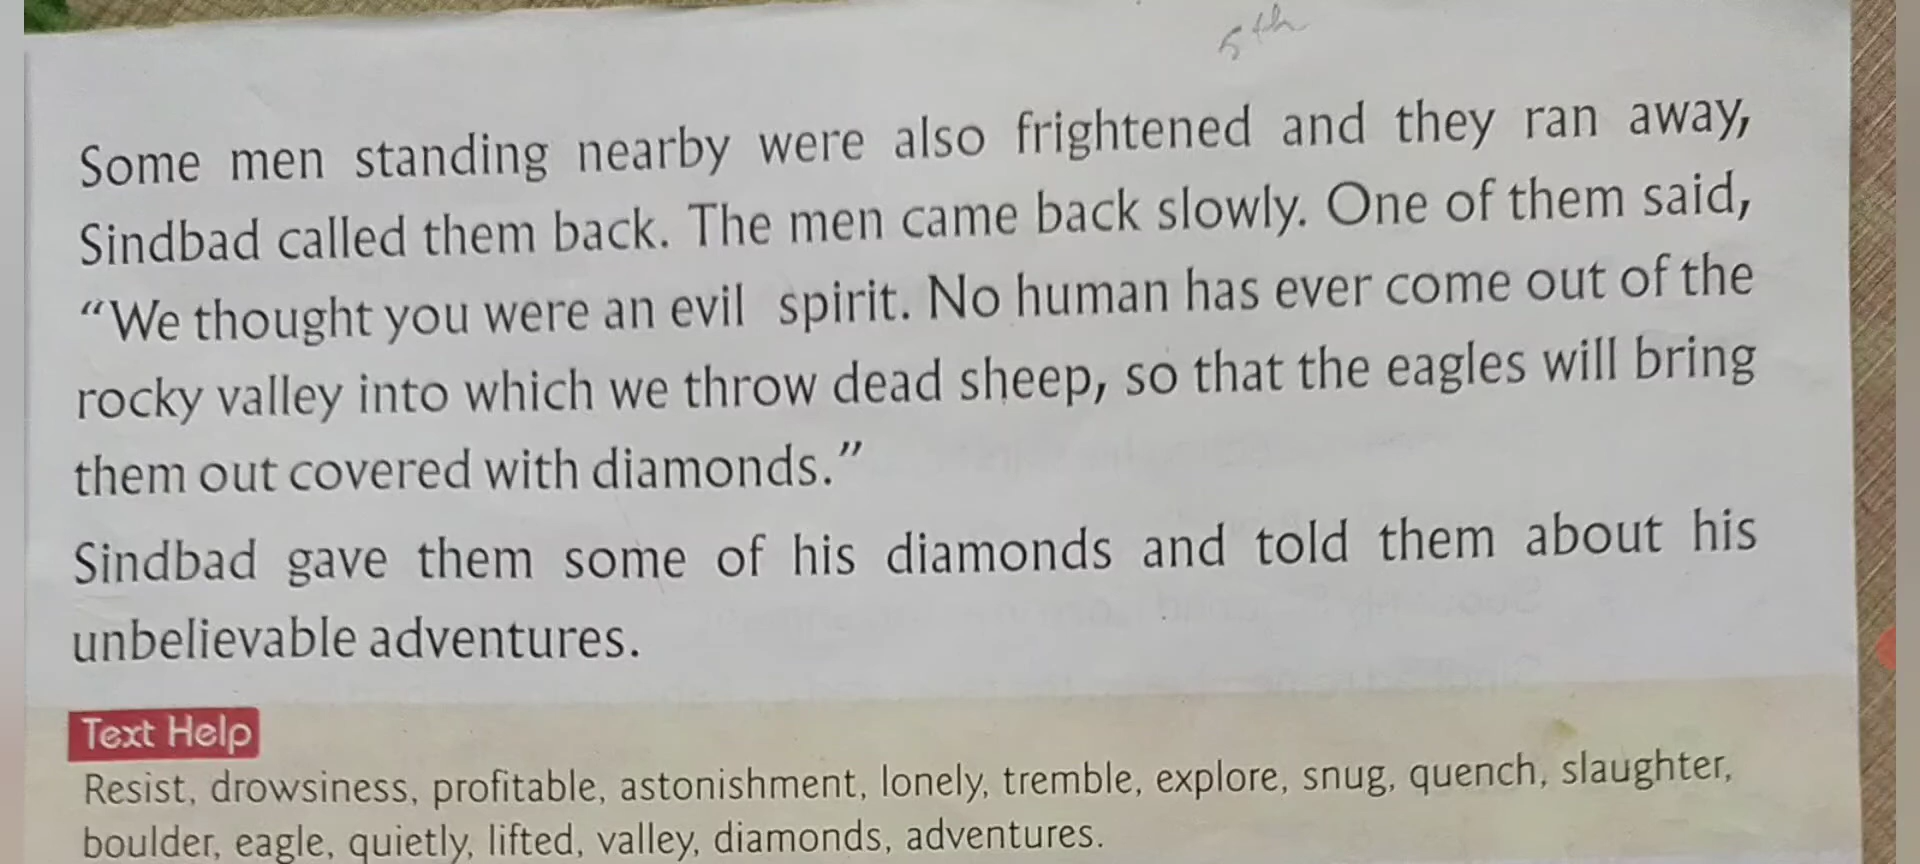 5th
Some men standing nearby were also frightened and they ran away,
Sindbad called them back. The men came back slowly. One of them said,
“We thought you were an evil spirit. No human has ever come out of the
rocky valley into which we throw dead sheep, so that the eagles will bring
them out covered with diamonds.”
Sindbad gave them some of his diamonds and told them about his
unbelievable adventures.
Text Help
Resist, drowsiness, profitable, astonishment, lonely, tremble, explore, snug, quench, slaughter,
boulder, eagle, quietly, lifted, valley, diamonds, adventures.